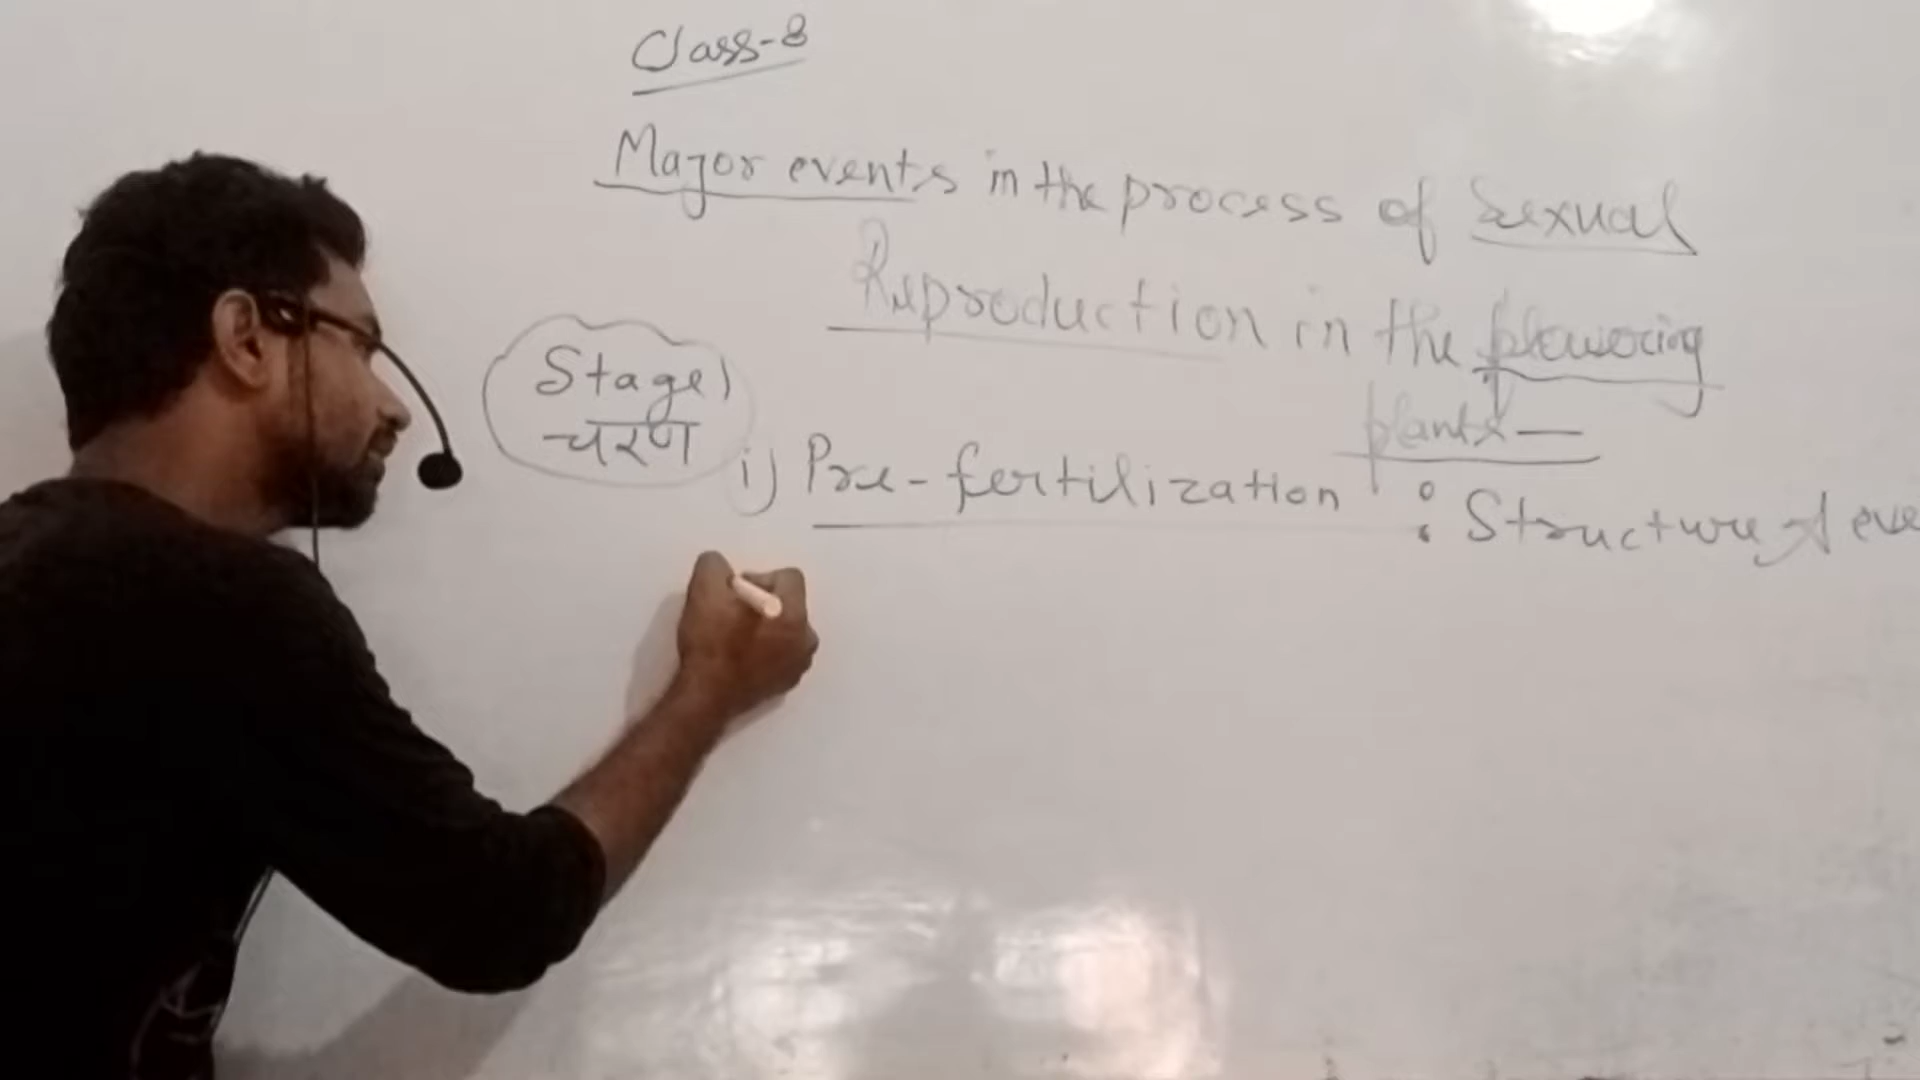 Class-8
Major events in the process of Sexual
Reproduction in the flowering
plants —
Stage)
चरण
i) Pre-fertilization : Structure & eve